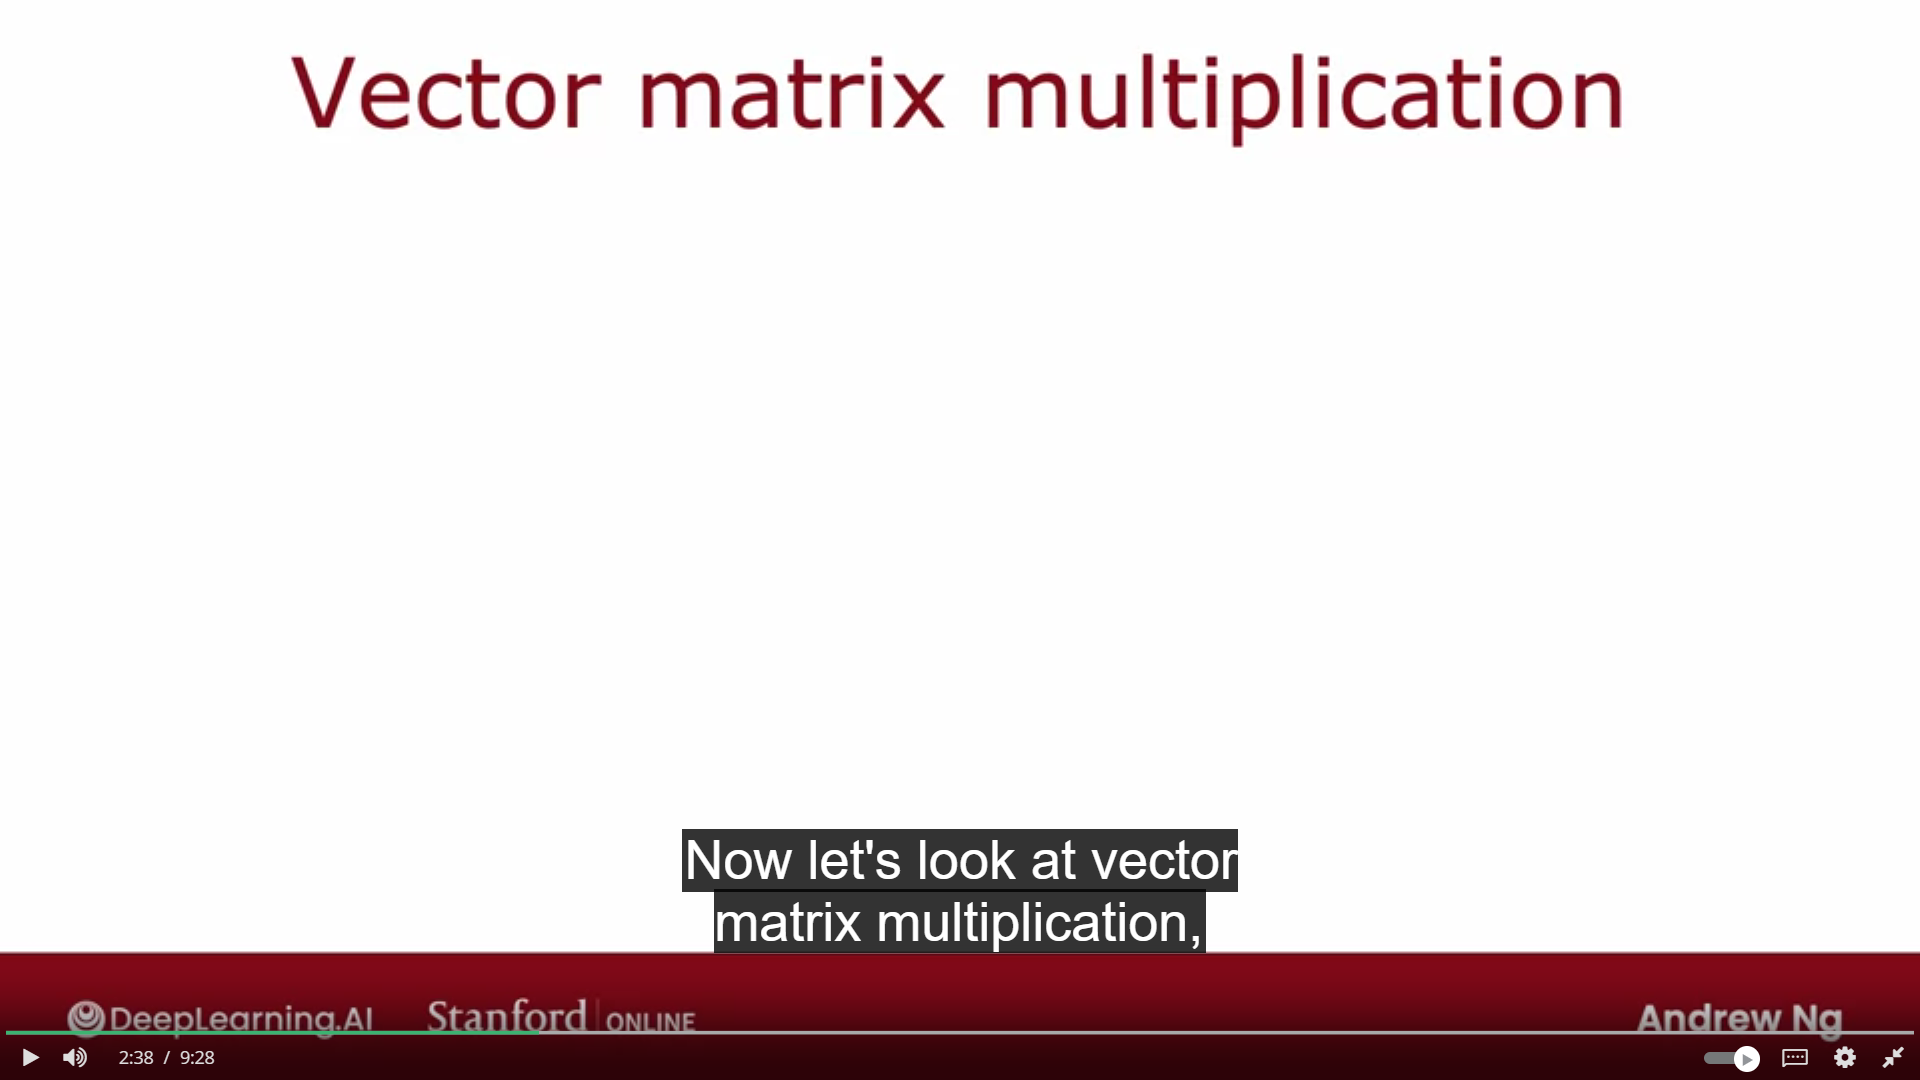 Vector matrix multiplication
Now let's look at vector
matrix multiplication,
DeepLearning.AI Stanford ONLINE Andrew Ng
2:38 / 9:28